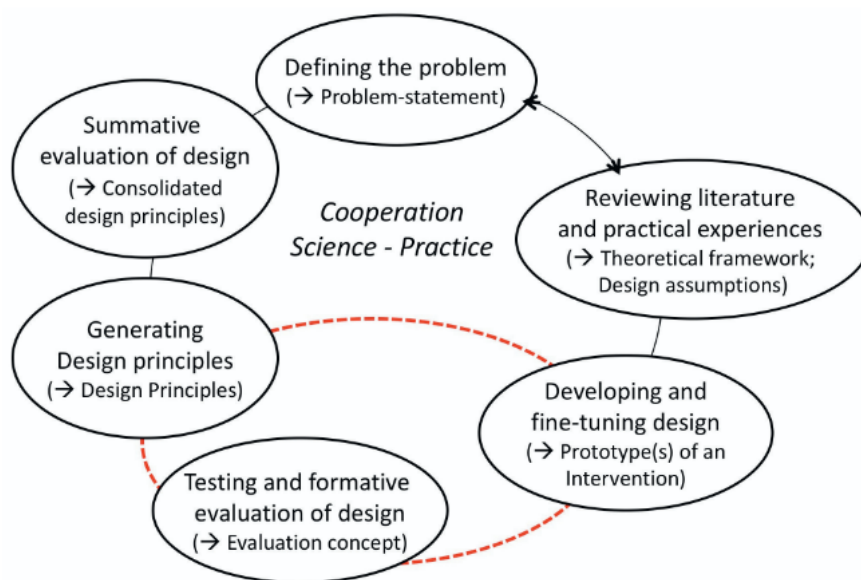 Defining the problem
(→ Problem-statement)
Summative
evaluation of design
(→ Consolidated
design principles)
Cooperation
Science - Practice
Reviewing literature
and practical experiences
(→ Theoretical framework;
Design assumptions)
Generating
Design principles
(→ Design Principles)
Developing and
fine-tuning design
(→ Prototype(s) of an
Intervention)
Testing and formative
evaluation of design
(→ Evaluation concept)